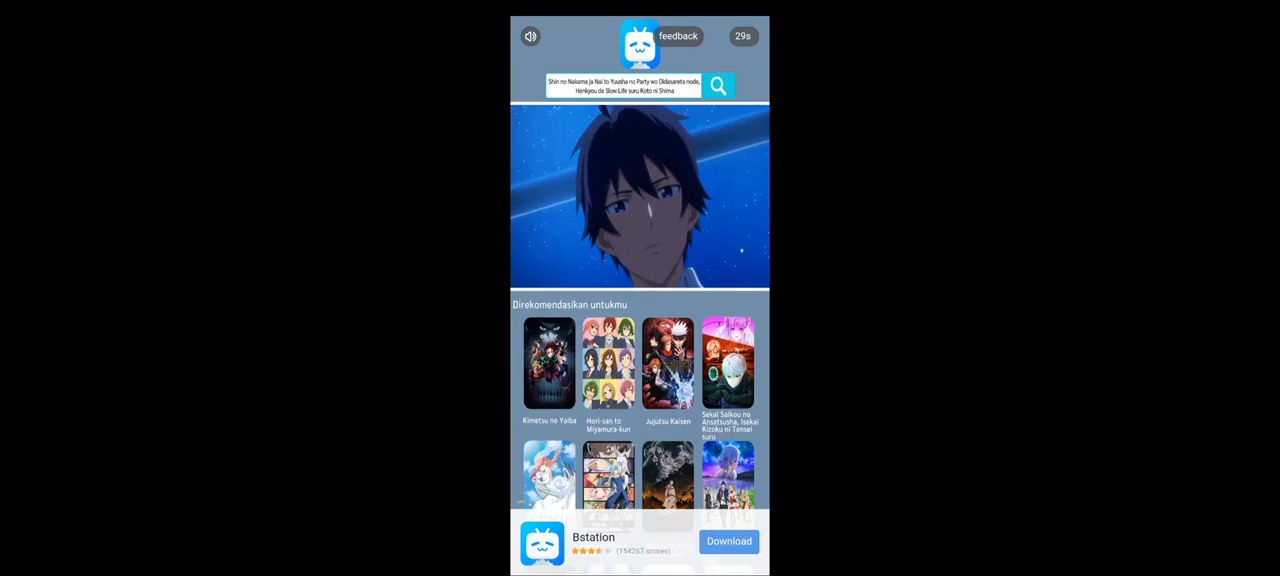 feedback
29s
Shin no Nakama ja Nai to Yuusha no Party wo Oidasareta node,
Henkyou de Slow Life suru Koto ni Shima
Direkomendasikan untukmu
Kimetsu no Yaiba
Hori-san to
Miyamura-kun
Jujutsu Kaisen
Sekai Saikou no
Ansatsusha, Isekai
Kizoku ni Tensei
suru
Bstation
(154267 scores)
Download